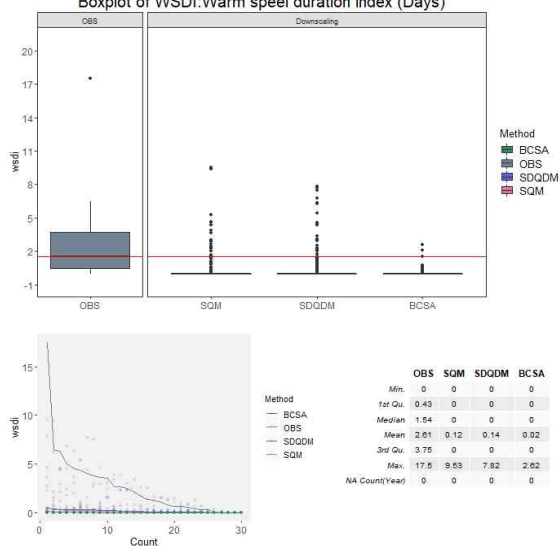 Boxplot of WSDI:Warm speel duration index (Days)
OBS
Downscaling
20
17
14
11
8
5
2
-1
wsdi
OBS
SQM
SDQDM
BCSA
Method
BCSA
OBS
SDQDM
SQM
15
10
5
0
wsdi
0
10
20
30
Count
Method
BCSA
OBS
SDQDM
SQM
OBS SQM SDQDM BCSA
Min. 0 0 0 0
1st Qu. 0.43 0 0 0
Median 1.54 0 0 0
Mean 2.61 0.12 0.14 0.02
3rd Qu. 3.75 0 0 0
Max. 17.5 9.53 7.82 2.62
NA Count(Year) 0 0 0 0